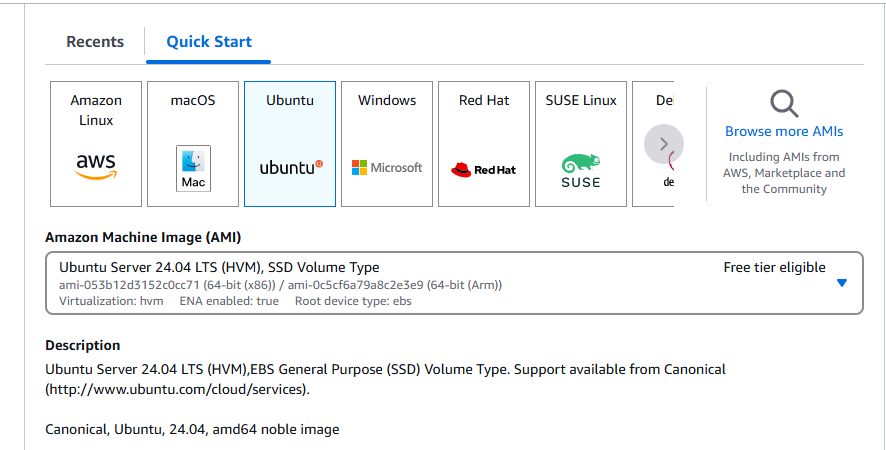 Recents
Quick Start
Amazon
Linux
aws
macOS
Mac
Ubuntu
ubuntu
Windows
Microsoft
Red Hat
Red Hat
SUSE Linux
SUSE
De
de
Browse more AMIs
Including AMIs from
AWS, Marketplace and
the Community
Amazon Machine Image (AMI)
Ubuntu Server 24.04 LTS (HVM), SSD Volume Type
Free tier eligible
ami-053b12d3152c0cc71 (64-bit (x86)) / ami-0c5cf6a79a8c2e3e9 (64-bit (Arm))
Virtualization: hvm ENA enabled: true Root device type: ebs
Description
Ubuntu Server 24.04 LTS (HVM),EBS General Purpose (SSD) Volume Type. Support available from Canonical
(http://www.ubuntu.com/cloud/services).
Canonical, Ubuntu, 24.04, amd64 noble image